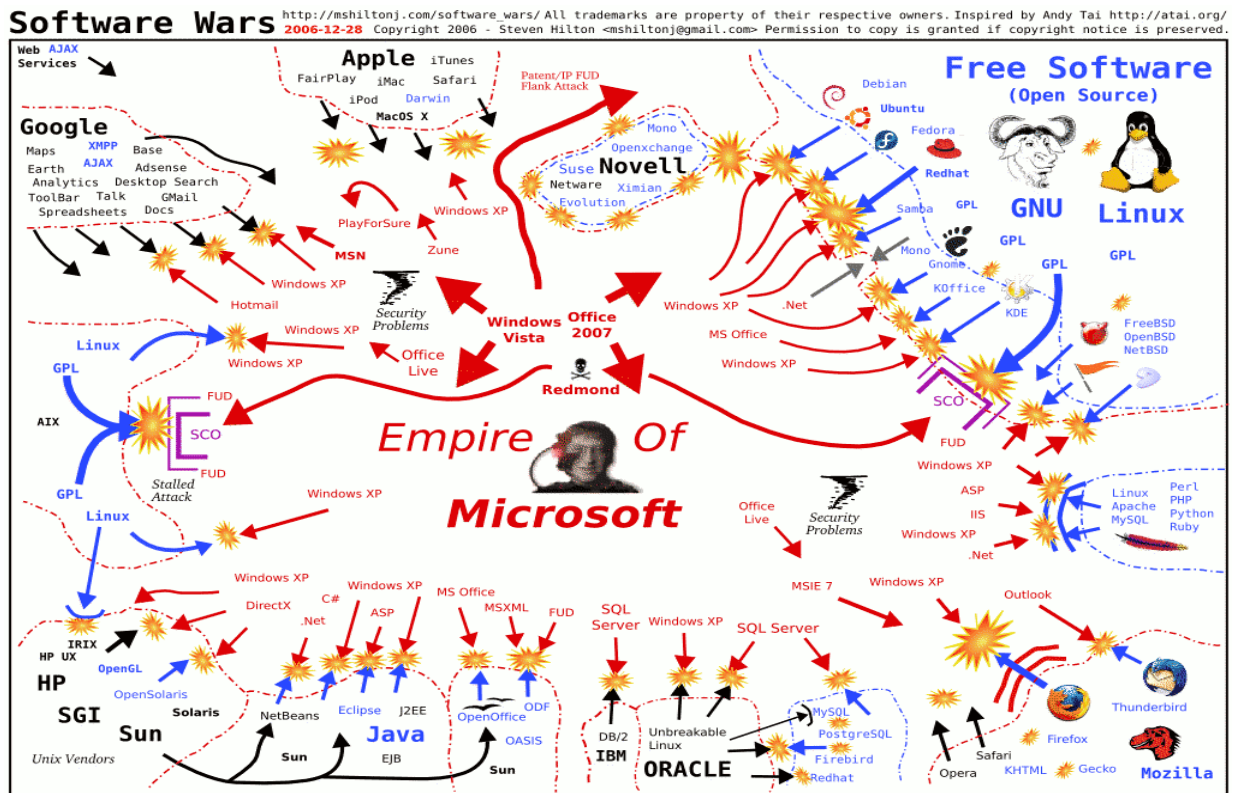 Software Wars
http://mshiltonj.com/software_wars/ All trademarks are property of their respective owners. Inspired by Andy Tai http://atai.org/
2006-12-28 Copyright 2006 - Steven Hilton <mshiltonj@gmail.com> Permission to copy is granted if copyright notice is preserved.
Web AJAX
Services
Apple
iTunes
FairPlay
iMac
Safari
iPod
Darwin
MacOS X
Patent/IP FUD
Flank Attack
Free Software
(Open Source)
Debian
Ubuntu
Fedora
Redhat
GNU
Linux
Samba
GPL
GPL
GPL
GPL
Mono
Gnome
KOffice
KDE
FreeBSD
OpenBSD
NetBSD
Google
Maps
XMPP
Base
Earth
AJAX
Adsense
Analytics
Desktop Search
ToolBar
Talk
GMail
Spreadsheets
Docs
Mono
Openxchange
Suse
Novell
Netware
Ximian
Evolution
PlayForSure
Windows XP
Zune
MSN
Windows XP
Hotmail
Security
Problems
Windows XP
.Net
MS Office
Windows XP
Linux
Windows XP
Windows XP
Office
Live
Windows
Vista
Office
2007
Redmond
GPL
AIX
FUD
SCO
FUD
Stalled
Attack
GPL
Linux
Windows XP
Empire Of
Microsoft
SCO
FUD
Windows XP
ASP
IIS
Windows XP
.Net
Linux
Apache
MySQL
Perl
PHP
Python
Ruby
Office
Live
Security
Problems
MSIE 7
Windows XP
Outlook
Windows XP
DirectX
.Net
C#
Windows XP
ASP
MS Office
MSXML
FUD
SQL
Server
Windows XP
SQL Server
IRIX
HP UX
OpenGL
HP
OpenSolaris
SGI
Solaris
Sun
Unix Vendors
NetBeans
Eclipse
J2EE
Java
Sun
EJB
OpenOffice
ODF
OASIS
Sun
DB/2
IBM
Unbreakable
Linux
ORACLE
MySQL
PostgreSQL
Firebird
Redhat
Opera
Safari
KHTML
Gecko
Firefox
Thunderbird
Mozilla